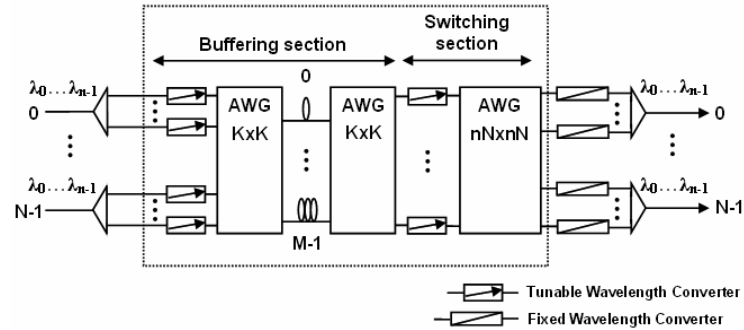 Buffering section
Switching section
λ0...λn-1
0
N-1
λ0...λn-1
AWG
KxK
0
M-1
AWG
KxK
AWG
nNxnN
λ0...λn-1
0
λ0...λn-1
N-1
Tunable Wavelength Converter
Fixed Wavelength Converter